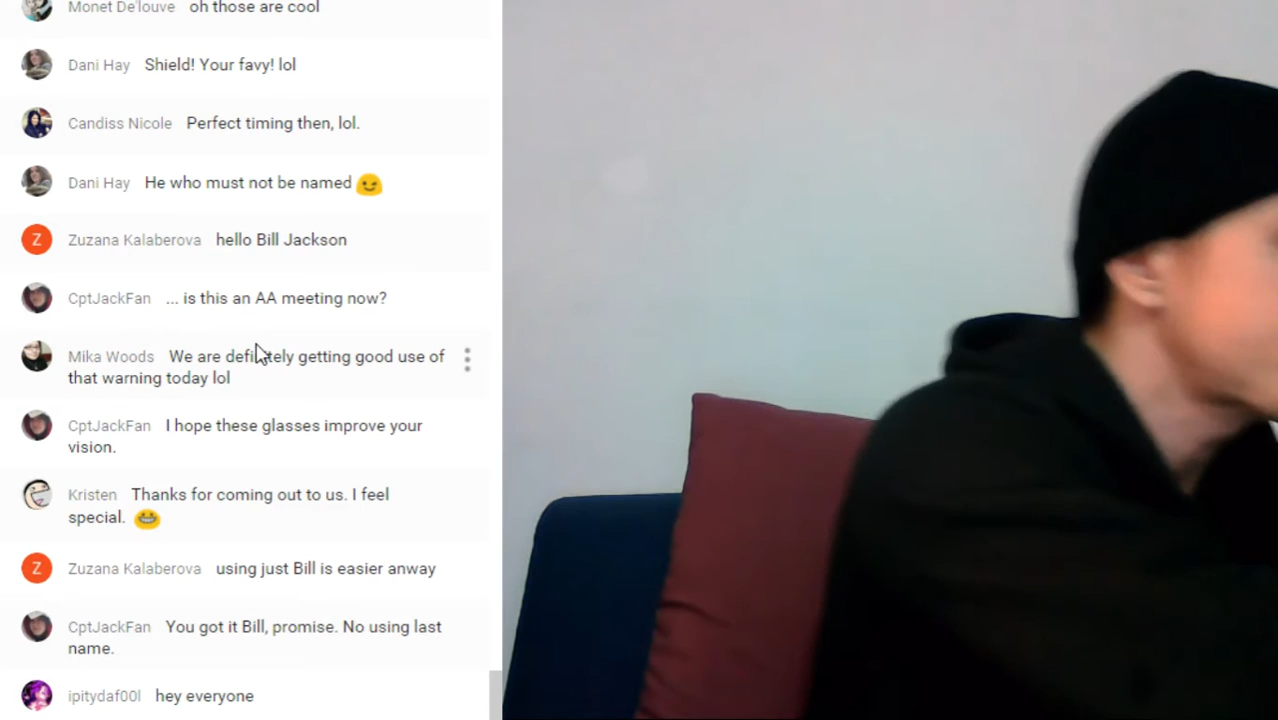 Monet De'louve oh those are cool
Dani Hay Shield! Your favy! lol
Candiss Nicole Perfect timing then, lol.
Dani Hay He who must not be named
Z Zuzana Kalaberova hello Bill Jackson
CptJackFan ... is this an AA meeting now?
Mika Woods We are definitely getting good use of
that warning today lol
CptJackFan I hope these glasses improve your
vision.
Kristen Thanks for coming out to us. I feel
special.
Z Zuzana Kalaberova using just Bill is easier anway
CptJackFan You got it Bill, promise. No using last
name.
ipitydaf00l hey everyone